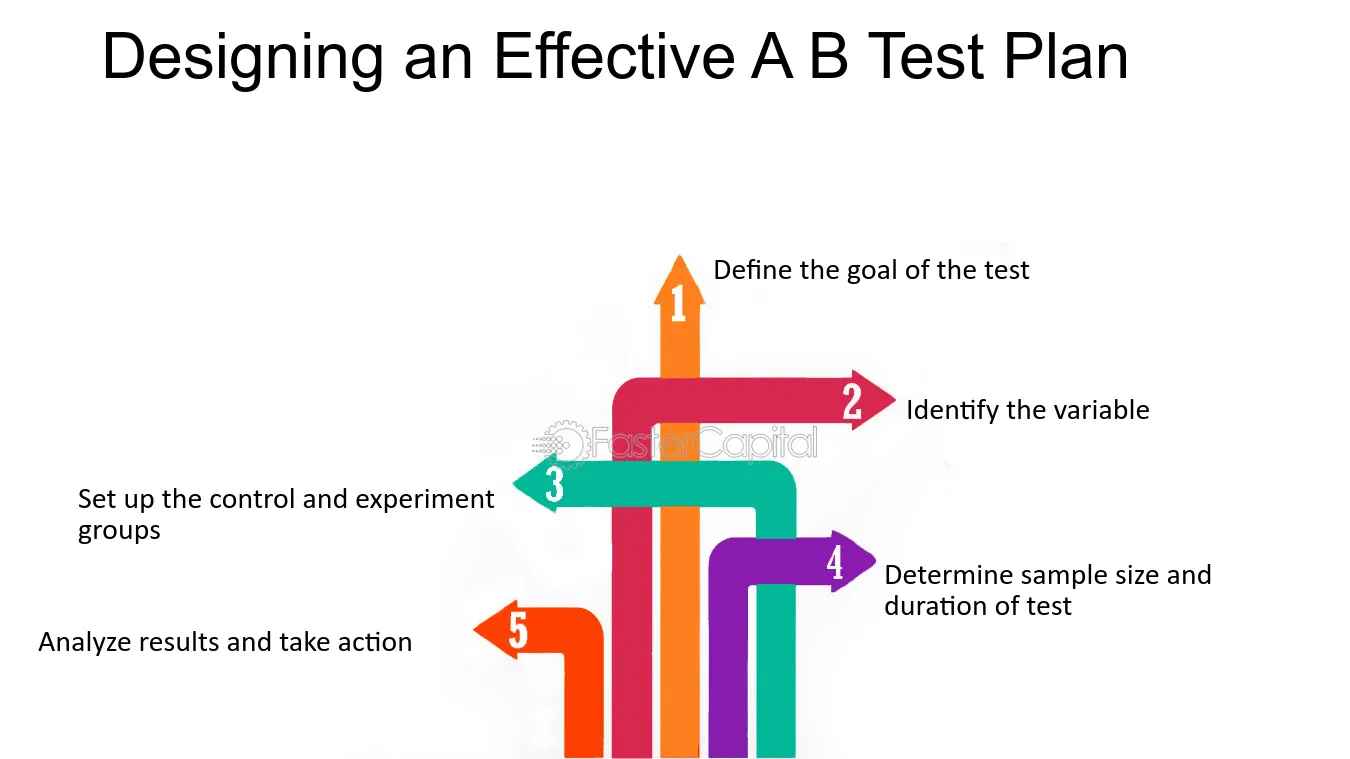 Designing an Effective A B Test Plan
1
Define the goal of the test
2
Identify the variable
FasterCapital
3
Set up the control and experiment
groups
4
Determine sample size and
duration of test
5
Analyze results and take action